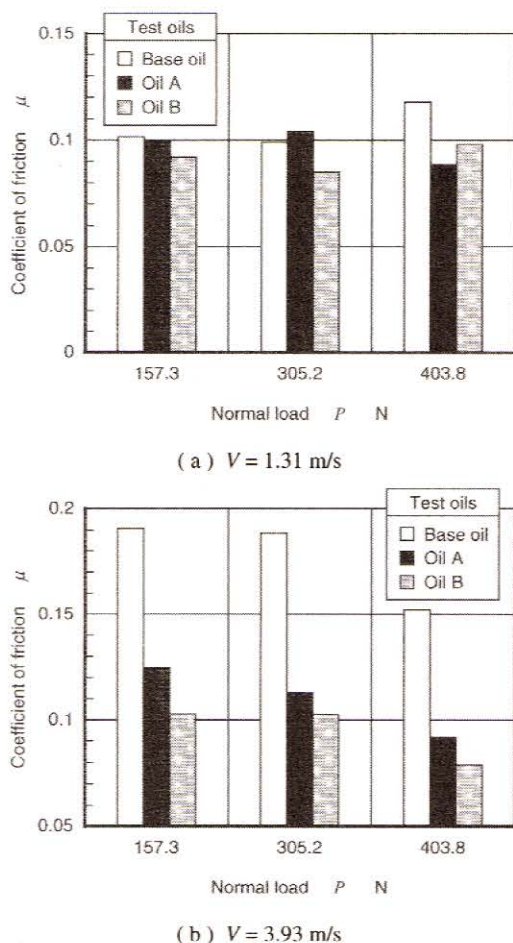 Test oils
Base oil
Oil A
Oil B
Coefficient of friction μ
0.15
0.1
0.05
0
157.3 305.2 403.8
Normal load P N
( a ) V = 1.31 m/s
Test oils
Base oil
Oil A
Oil B
Coefficient of friction μ
0.2
0.15
0.1
0.05
157.3 305.2 403.8
Normal load P N
( b ) V = 3.93 m/s